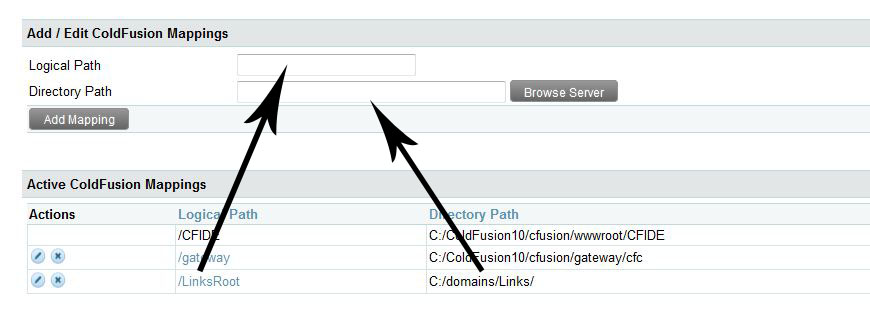 Add / Edit ColdFusion Mappings
Logical Path
Directory Path
Browse Server
Add Mapping
Active ColdFusion Mappings
Actions Logical Path Directory Path
/CFIDE C:/ColdFusion10/cfusion/wwwroot/CFIDE
/gateway C:/ColdFusion10/cfusion/gateway/cfc
/LinksRoot C:/domains/Links/